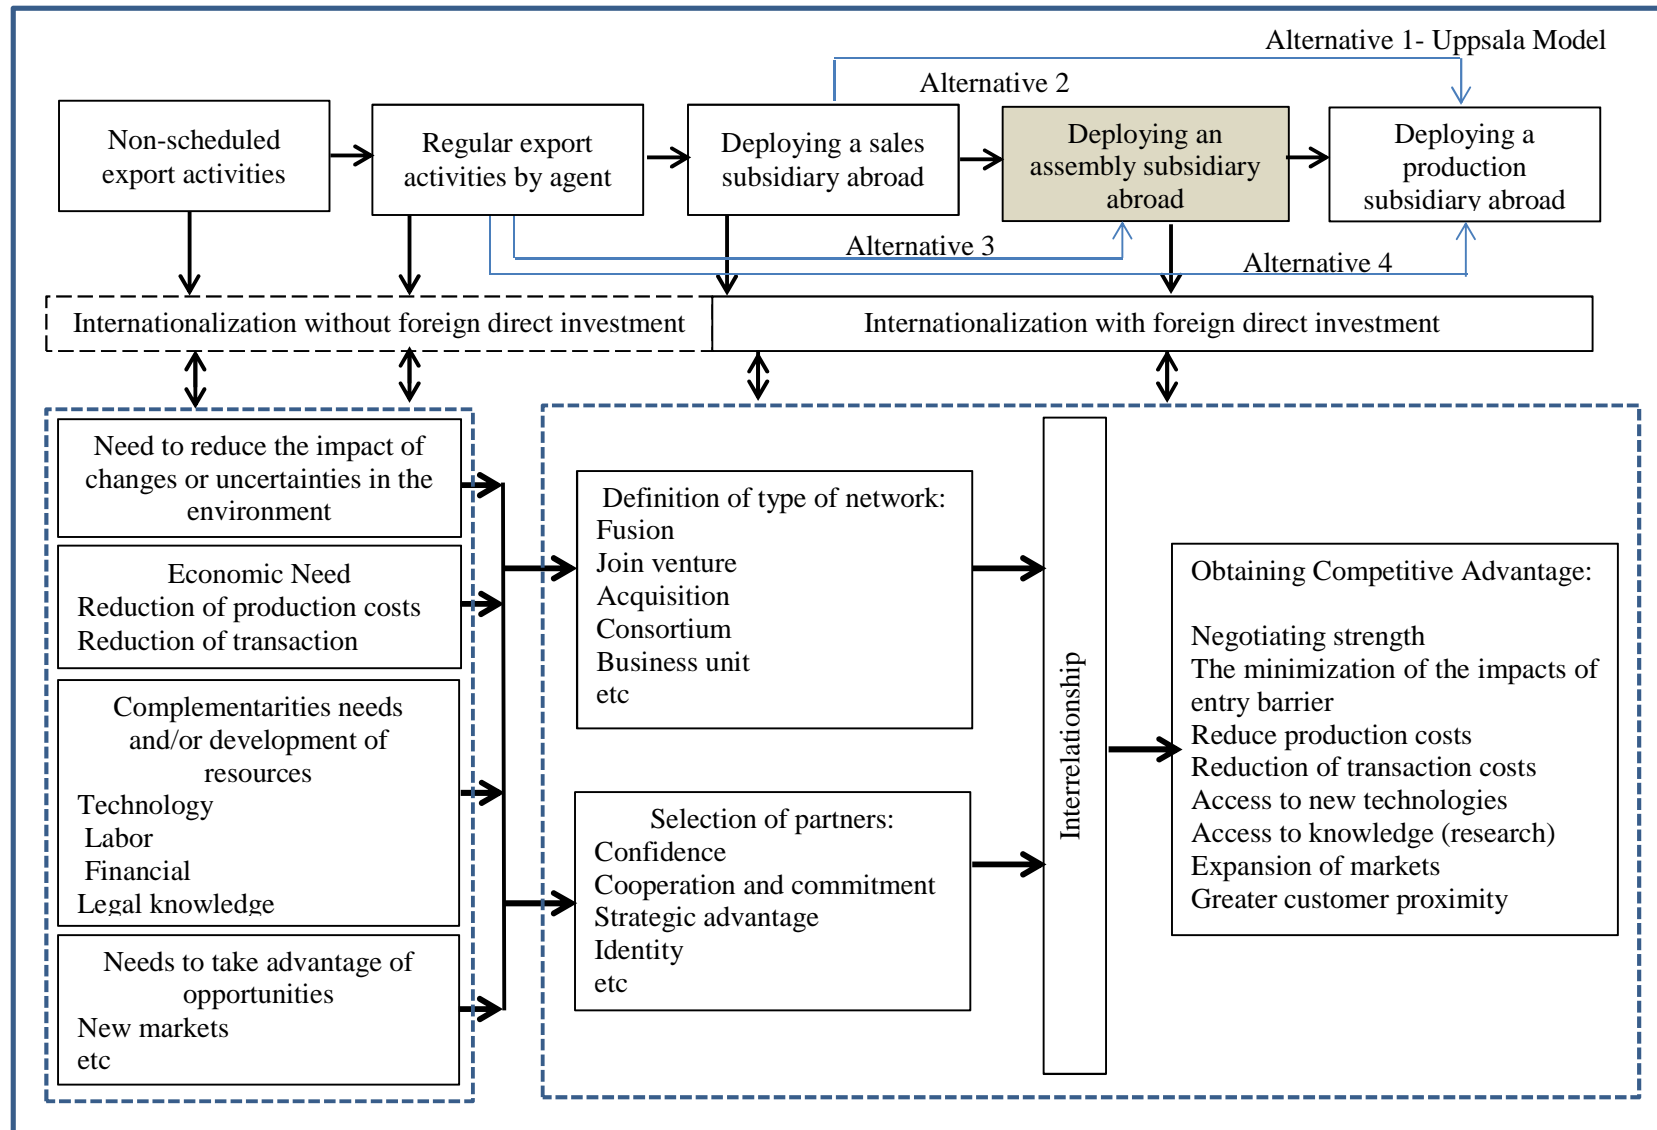 Alternative 1- Uppsala Model
Alternative 2
Non-scheduled
export activities
Regular export
activities by agent
Deploying a sales
subsidiary abroad
Deploying an
assembly subsidiary
abroad
Deploying a
production
subsidiary abroad
Alternative 3
Alternative 4
Internationalization without foreign direct investment
Internationalization with foreign direct investment
Need to reduce the impact of
changes or uncertainties in the
environment
Economic Need
Reduction of production costs
Reduction of transaction
Complementarities needs
and/or development of
resources
Technology
Labor
Financial
Legal knowledge
Needs to take advantage of
opportunities
New markets
etc
Definition of type of network:
Fusion
Join venture
Acquisition
Consortium
Business unit
etc
Selection of partners:
Confidence
Cooperation and commitment
Strategic advantage
Identity
etc
Interrelationship
Obtaining Competitive Advantage:
Negotiating strength
The minimization of the impacts of
entry barrier
Reduce production costs
Reduction of transaction costs
Access to new technologies
Access to knowledge (research)
Expansion of markets
Greater customer proximity